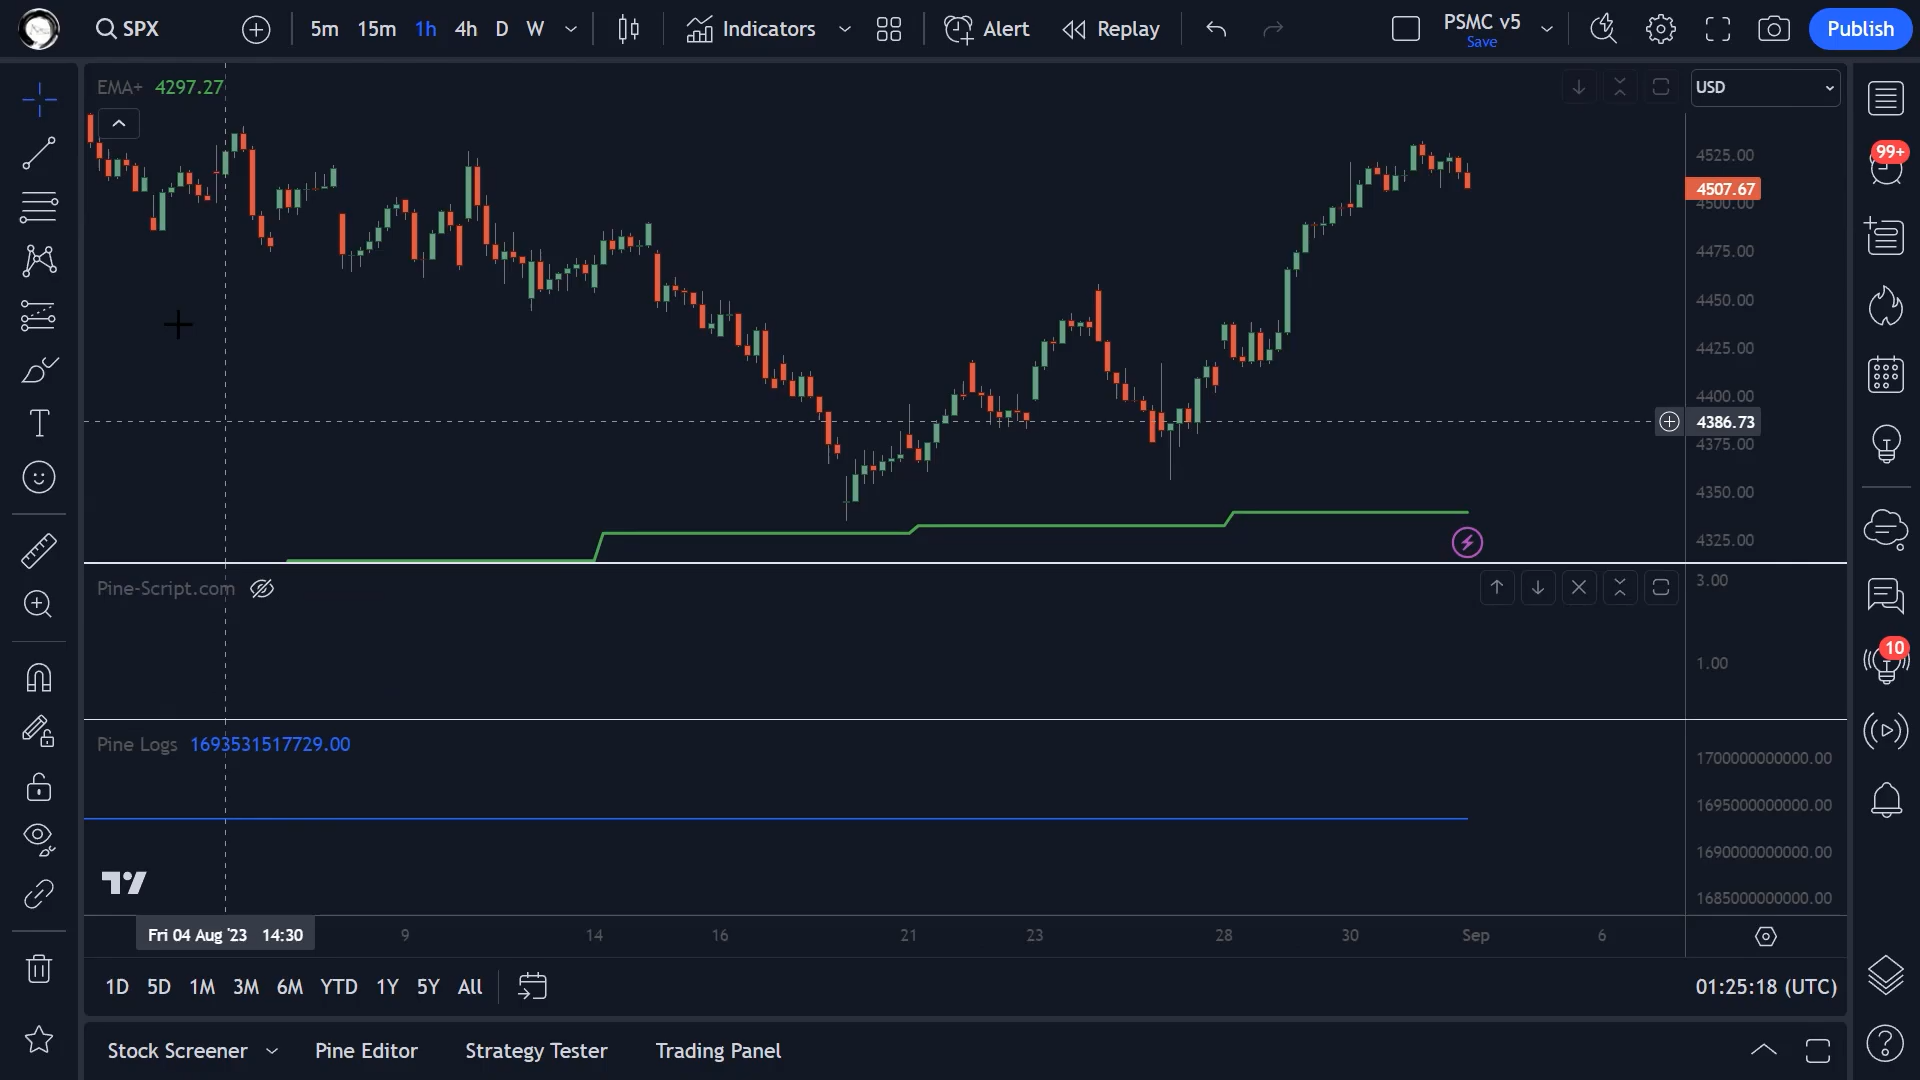 SPX
5m 15m 1h 4h D W
Indicators
Alert
Replay
PSMC v5
Save
Publish
EMA+ 4297.27
USD
4525.00
4507.67
4500.00
4475.00
4450.00
4425.00
4400.00
4386.73
4375.00
4350.00
4325.00
99+
10
Pine-Script.com
3.00
1.00
Pine Logs 1693531517729.00
1700000000000.00
1695000000000.00
1690000000000.00
1685000000000.00
Fri 04 Aug '23 14:30
9 14 16 21 23 28 30 Sep 6
1D 5D 1M 3M 6M YTD 1Y 5Y All
01:25:18 (UTC)
Stock Screener Pine Editor Strategy Tester Trading Panel